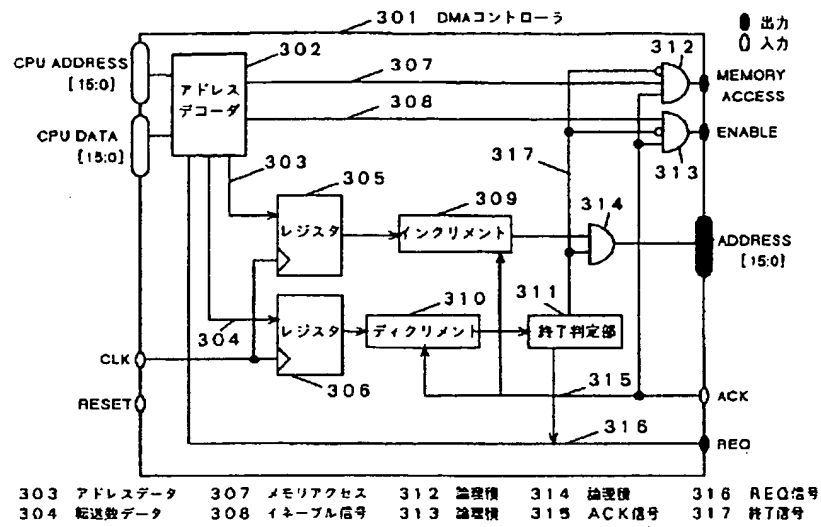 301 DMAコントローラ
出力
入力
CPU ADDRESS
[15:0]
302
アドレス
デコーダ
307
312
MEMORY
ACCESS
308
CPU DATA
[15:0]
ENABLE
317
313
303
305
309
314
レジスタ
インクリメント
ADDRESS
[15:0]
310
311
レジスタ
ディクリメント
終了判定部
304
CLK
306
315
ACK
RESET
316
REQ
303 アドレスデータ 307 メモリアクセス 312 論理積 314 論理積 316 REQ信号
304 転送数データ 308 イネーブル信号 313 論理積 315 ACK信号 317 終了信号